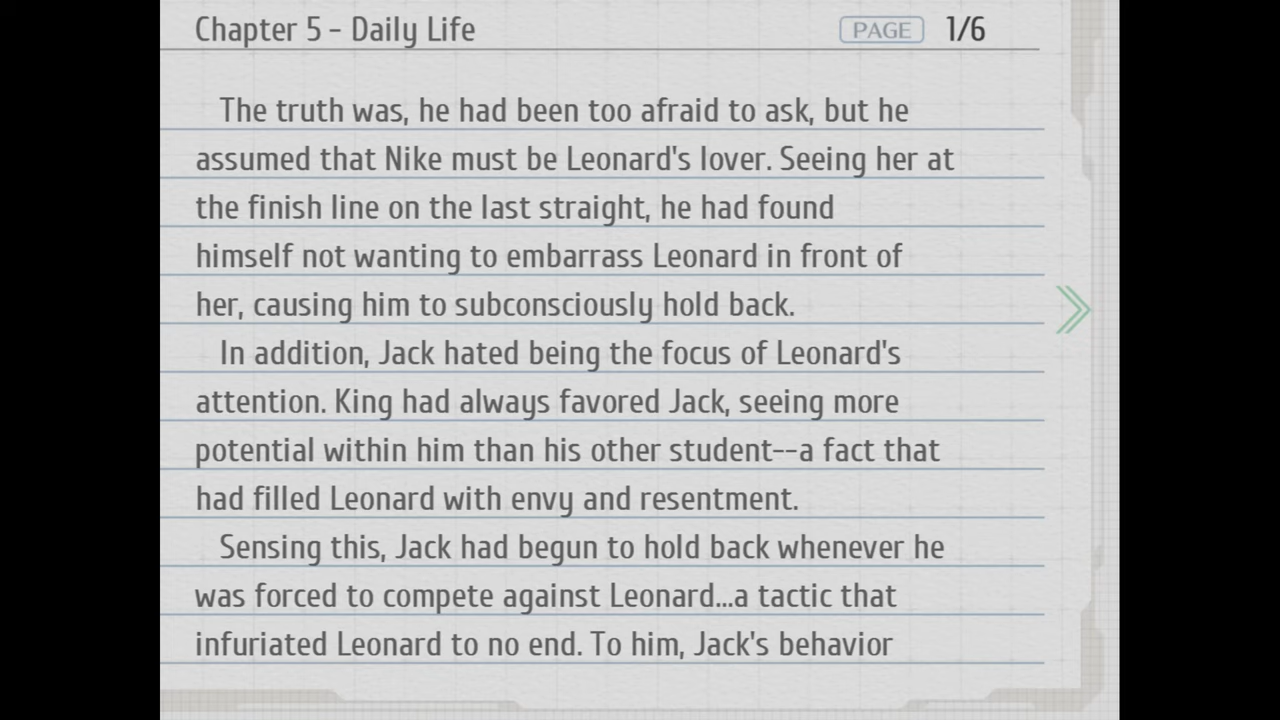 Chapter 5 - Daily Life
PAGE 1/6
The truth was, he had been too afraid to ask, but he
assumed that Nike must be Leonard's lover. Seeing her at
the finish line on the last straight, he had found
himself not wanting to embarrass Leonard in front of
her, causing him to subconsciously hold back.
In addition, Jack hated being the focus of Leonard's
attention. King had always favored Jack, seeing more
potential within him than his other student--a fact that
had filled Leonard with envy and resentment.
Sensing this, Jack had begun to hold back whenever he
was forced to compete against Leonard...a tactic that
infuriated Leonard to no end. To him, Jack's behavior